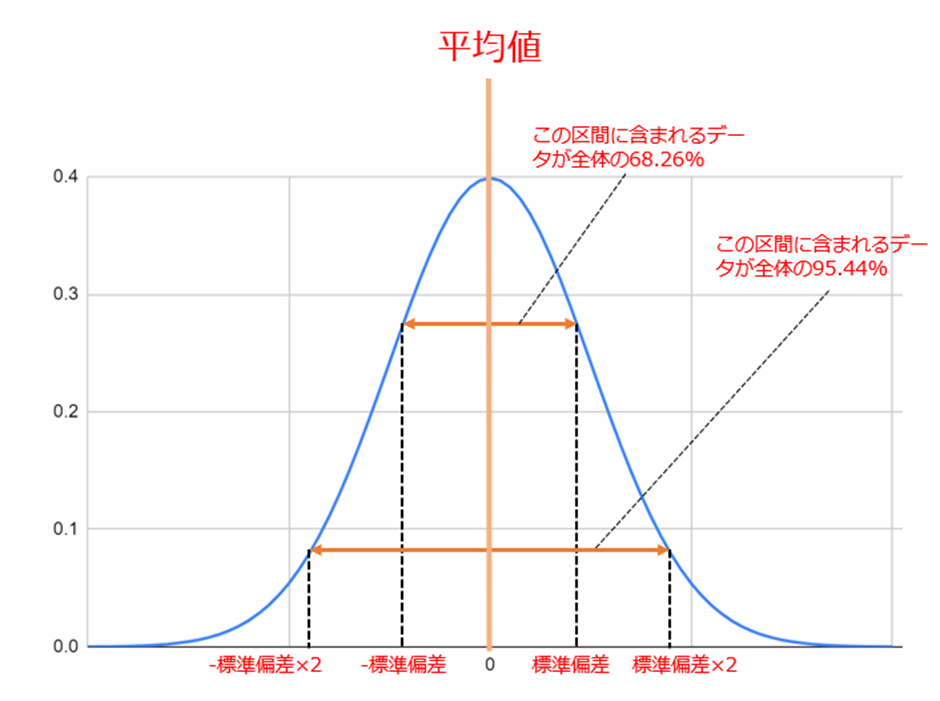 平均値
この区間に含まれるデー
タが全体の68.26%
この区間に含まれるデー
タが全体の95.44%
0.4
0.3
0.2
0.1
0.0
-標準偏差×2
-標準偏差
0
標準偏差
標準偏差×2